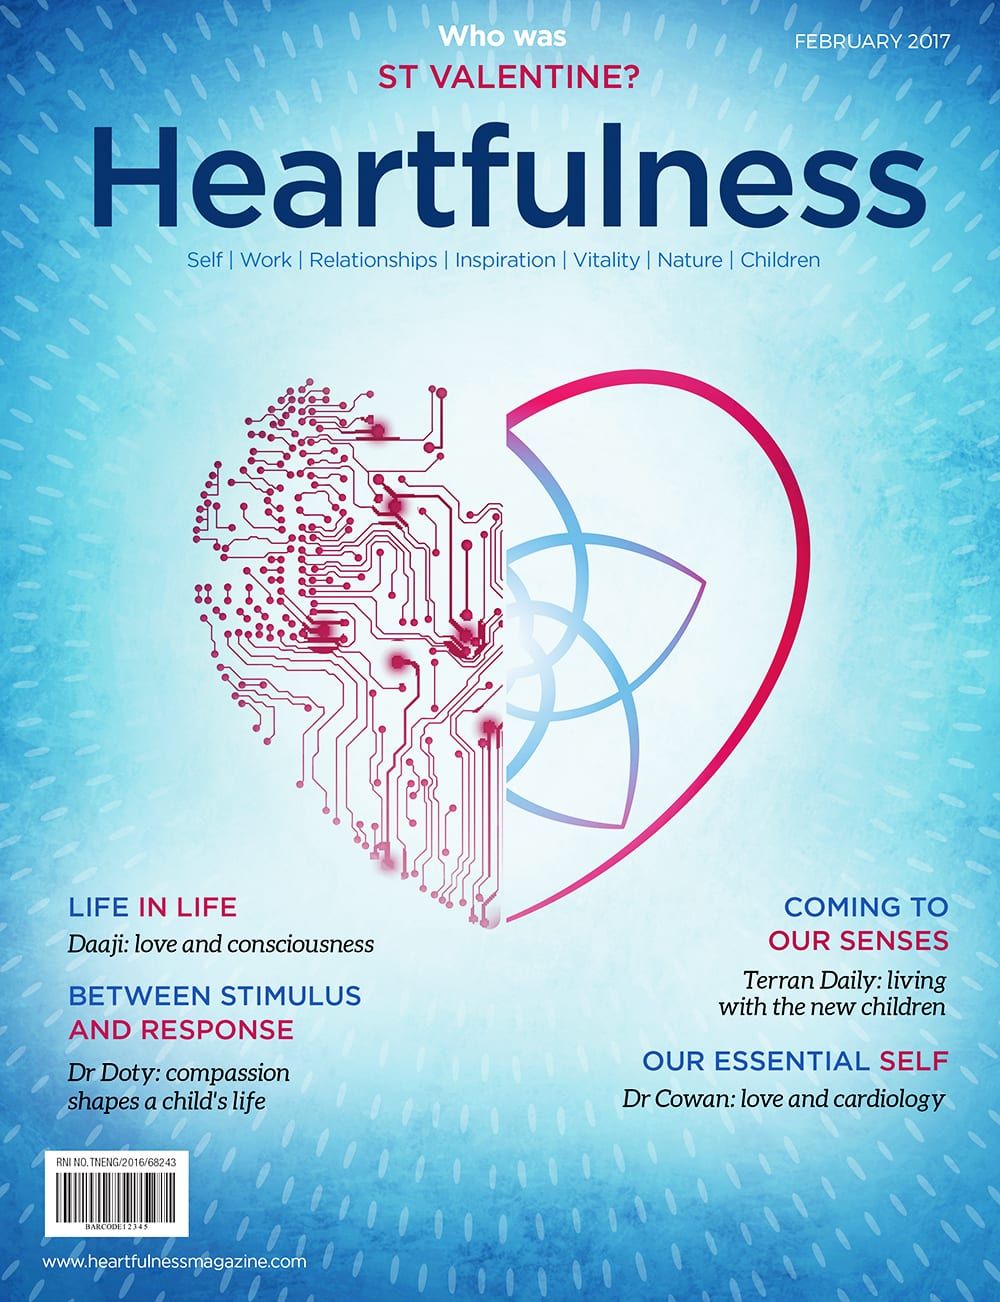 Who was
FEBRUARY 2017
ST VALENTINE?
Heartfulness
Self | Work | Relationships | Inspiration | Vitality | Nature | Children
LIFE IN LIFE
Daaji: love and consciousness
BETWEEN STIMULUS
AND RESPONSE
Dr Doty: compassion
shapes a child's life
COMING TO
OUR SENSES
Terran Daily: living
with the new children
OUR ESSENTIAL SELF
Dr Cowan: love and cardiology
RNI NO. TNENG/2016/68243
BARCODE12345
www.heartfulnessmagazine.com